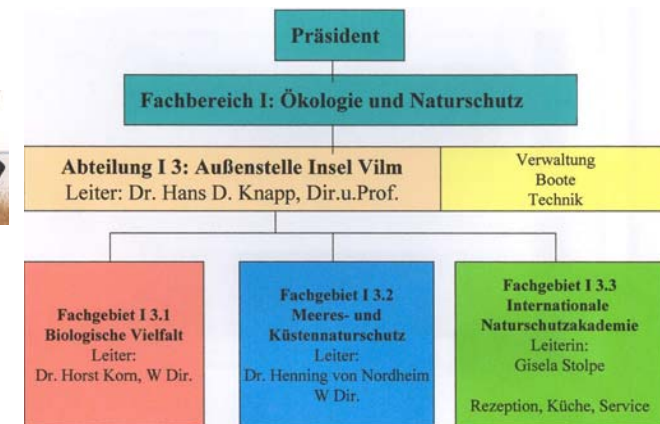 Präsident
Fachbereich I: Ökologie und Naturschutz
Abteilung I 3: Außenstelle Insel Vilm
Leiter: Dr. Hans D. Knapp, Dir.u.Prof.
Verwaltung
Boote
Technik
Fachgebiet I 3.1
Biologische Vielfalt
Leiter:
Dr. Horst Korn, W Dir.
Fachgebiet I 3.2
Meeres- und
Küstennaturschutz
Leiter:
Dr. Henning von Nordheim
W Dir.
Fachgebiet I 3.3
Internationale
Naturschutzakademie
Leiterin:
Gisela Stolpe
Rezeption, Küche, Service